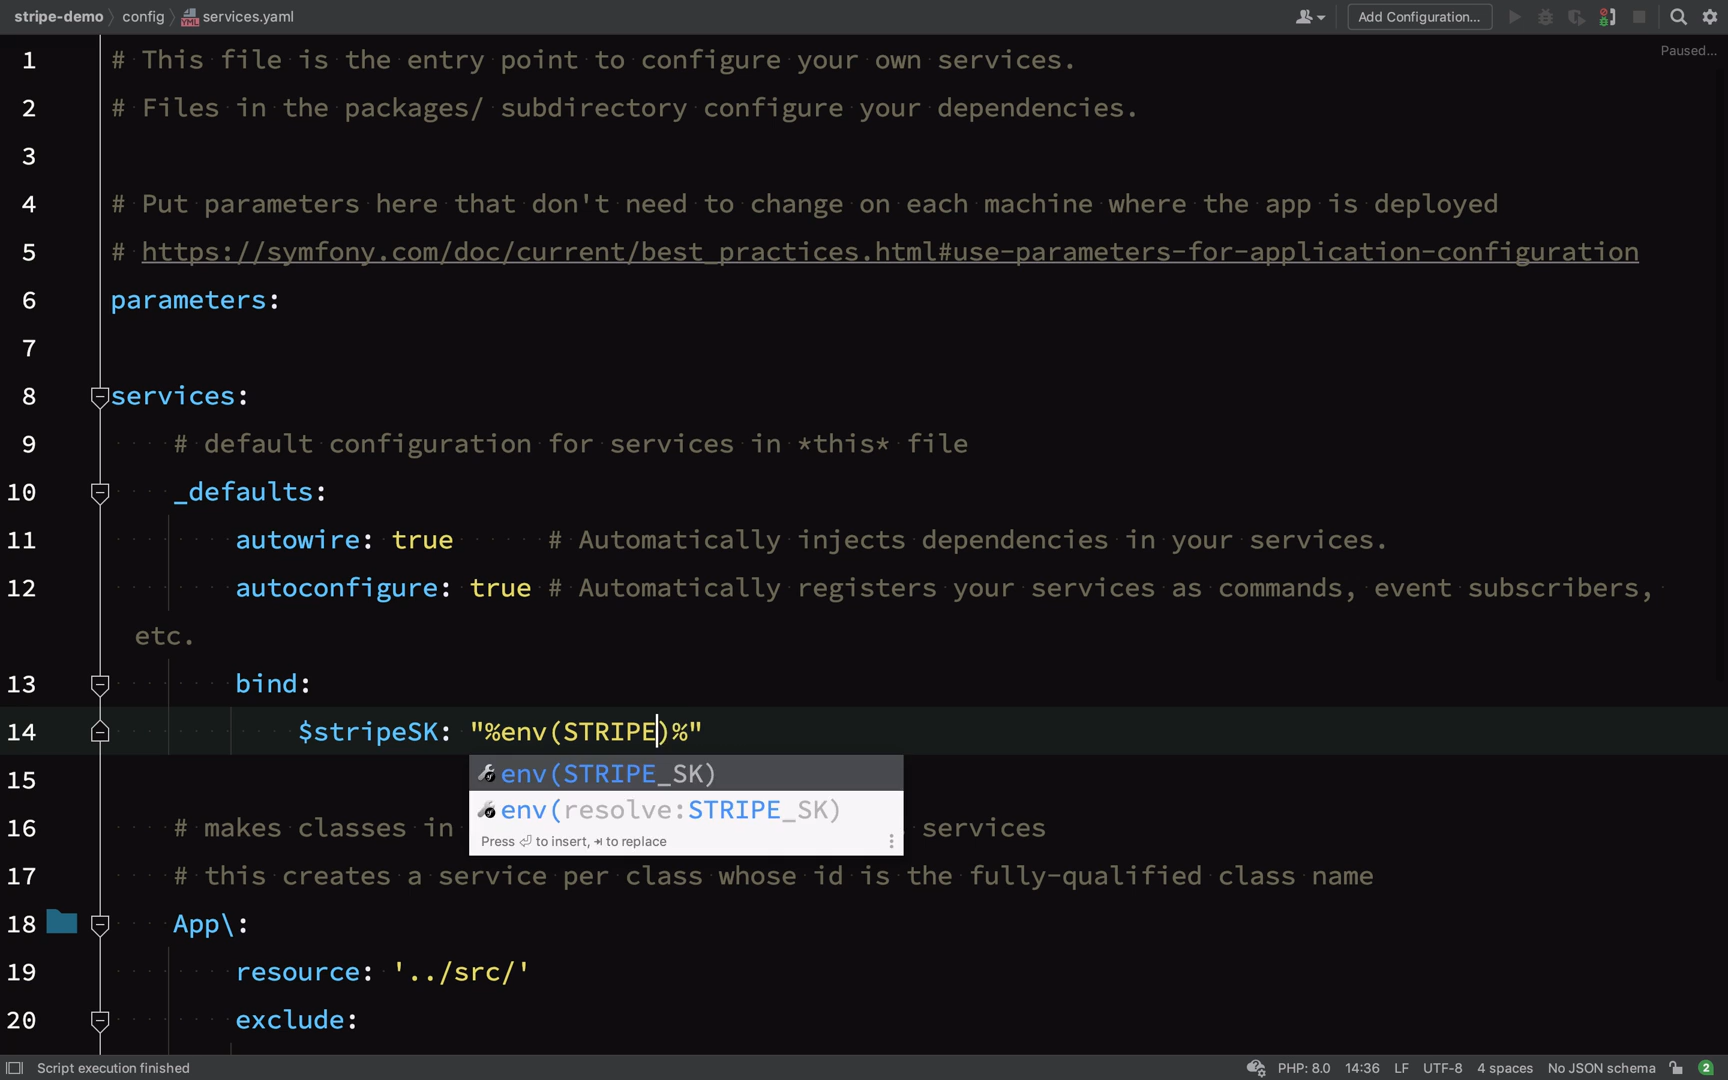 stripe-demo config services.yaml Add Configuration...
Paused...
1 # This file is the entry point to configure your own services.
2 # Files in the packages/ subdirectory configure your dependencies.
3
4 # Put parameters here that don't need to change on each machine where the app is deployed
5 # https://symfony.com/doc/current/best_practices.html#use-parameters-for-application-configuration
6 parameters:
7
8 services:
9 # default configuration for services in *this* file
10 _defaults:
11 autowire: true # Automatically injects dependencies in your services.
12 autoconfigure: true # Automatically registers your services as commands, event subscribers,
etc.
13 bind:
14 $stripeSK: "%env(STRIPE)%"
env(STRIPE_SK)
15
env(resolve:STRIPE_SK)
16 # makes classes in services
Press ⏎ to insert, ⇥ to replace
17 # this creates a service per class whose id is the fully-qualified class name
18 App\:
19 resource: '../src/'
20 exclude:
Script execution finished PHP: 8.0 14:36 LF UTF-8 4 spaces No JSON schema 2